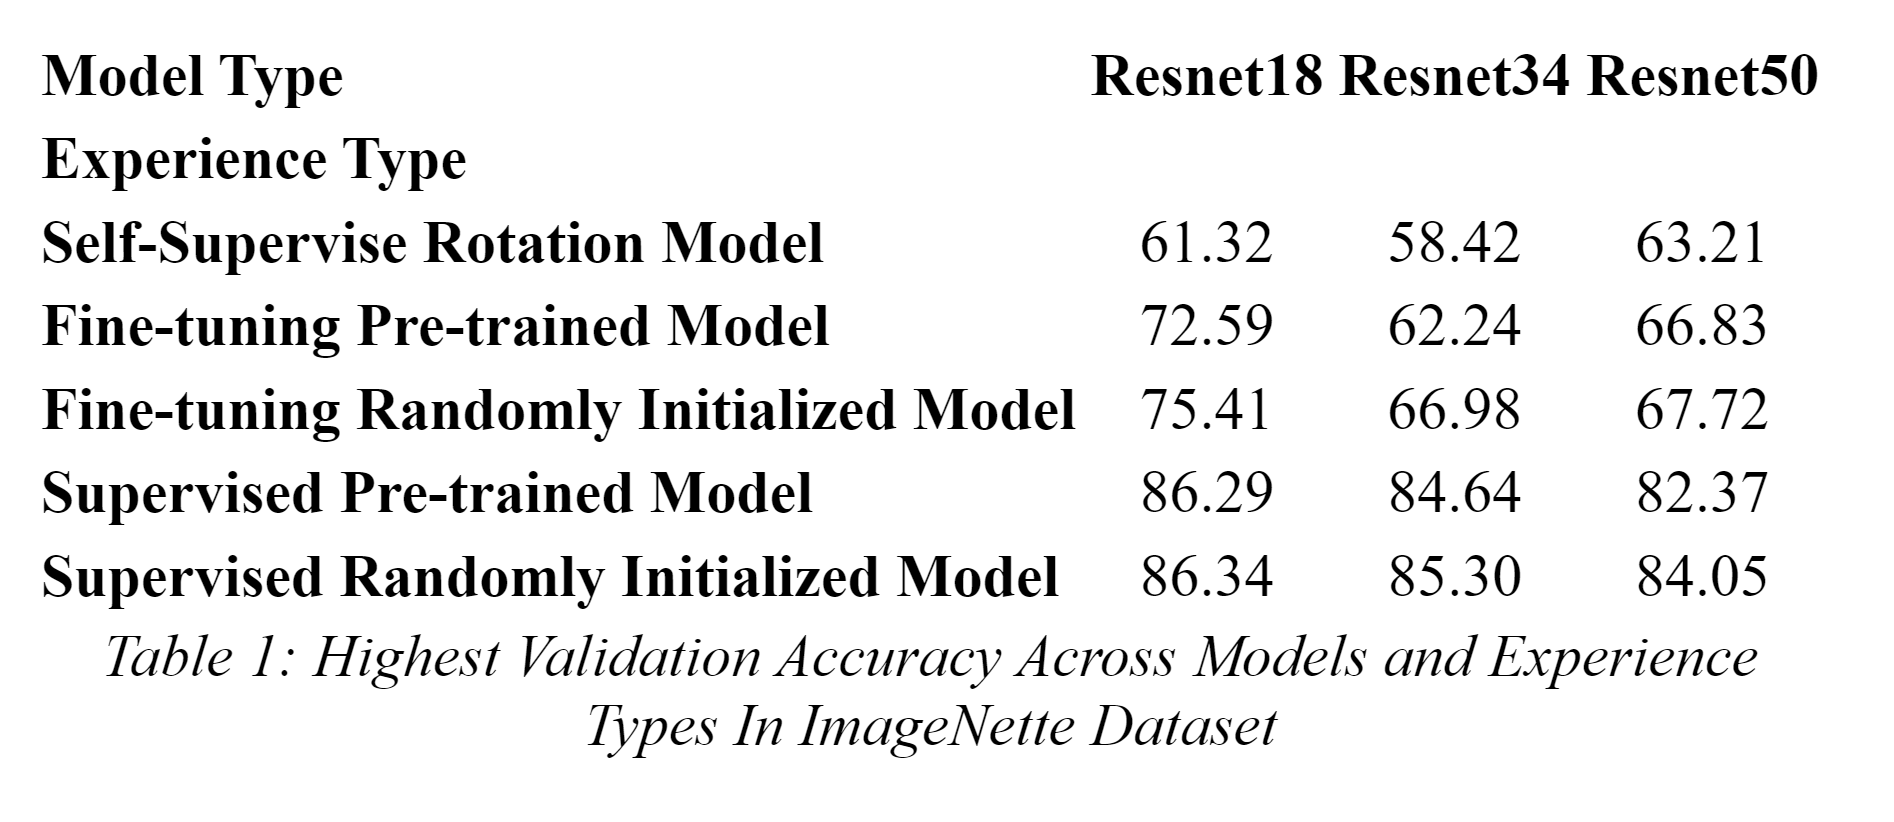 Model Type Resnet18 Resnet34 Resnet50
Experience Type
Self-Supervise Rotation Model 61.32 58.42 63.21
Fine-tuning Pre-trained Model 72.59 62.24 66.83
Fine-tuning Randomly Initialized Model 75.41 66.98 67.72
Supervised Pre-trained Model 86.29 84.64 82.37
Supervised Randomly Initialized Model 86.34 85.30 84.05
Table 1: Highest Validation Accuracy Across Models and Experience
Types In ImageNette Dataset